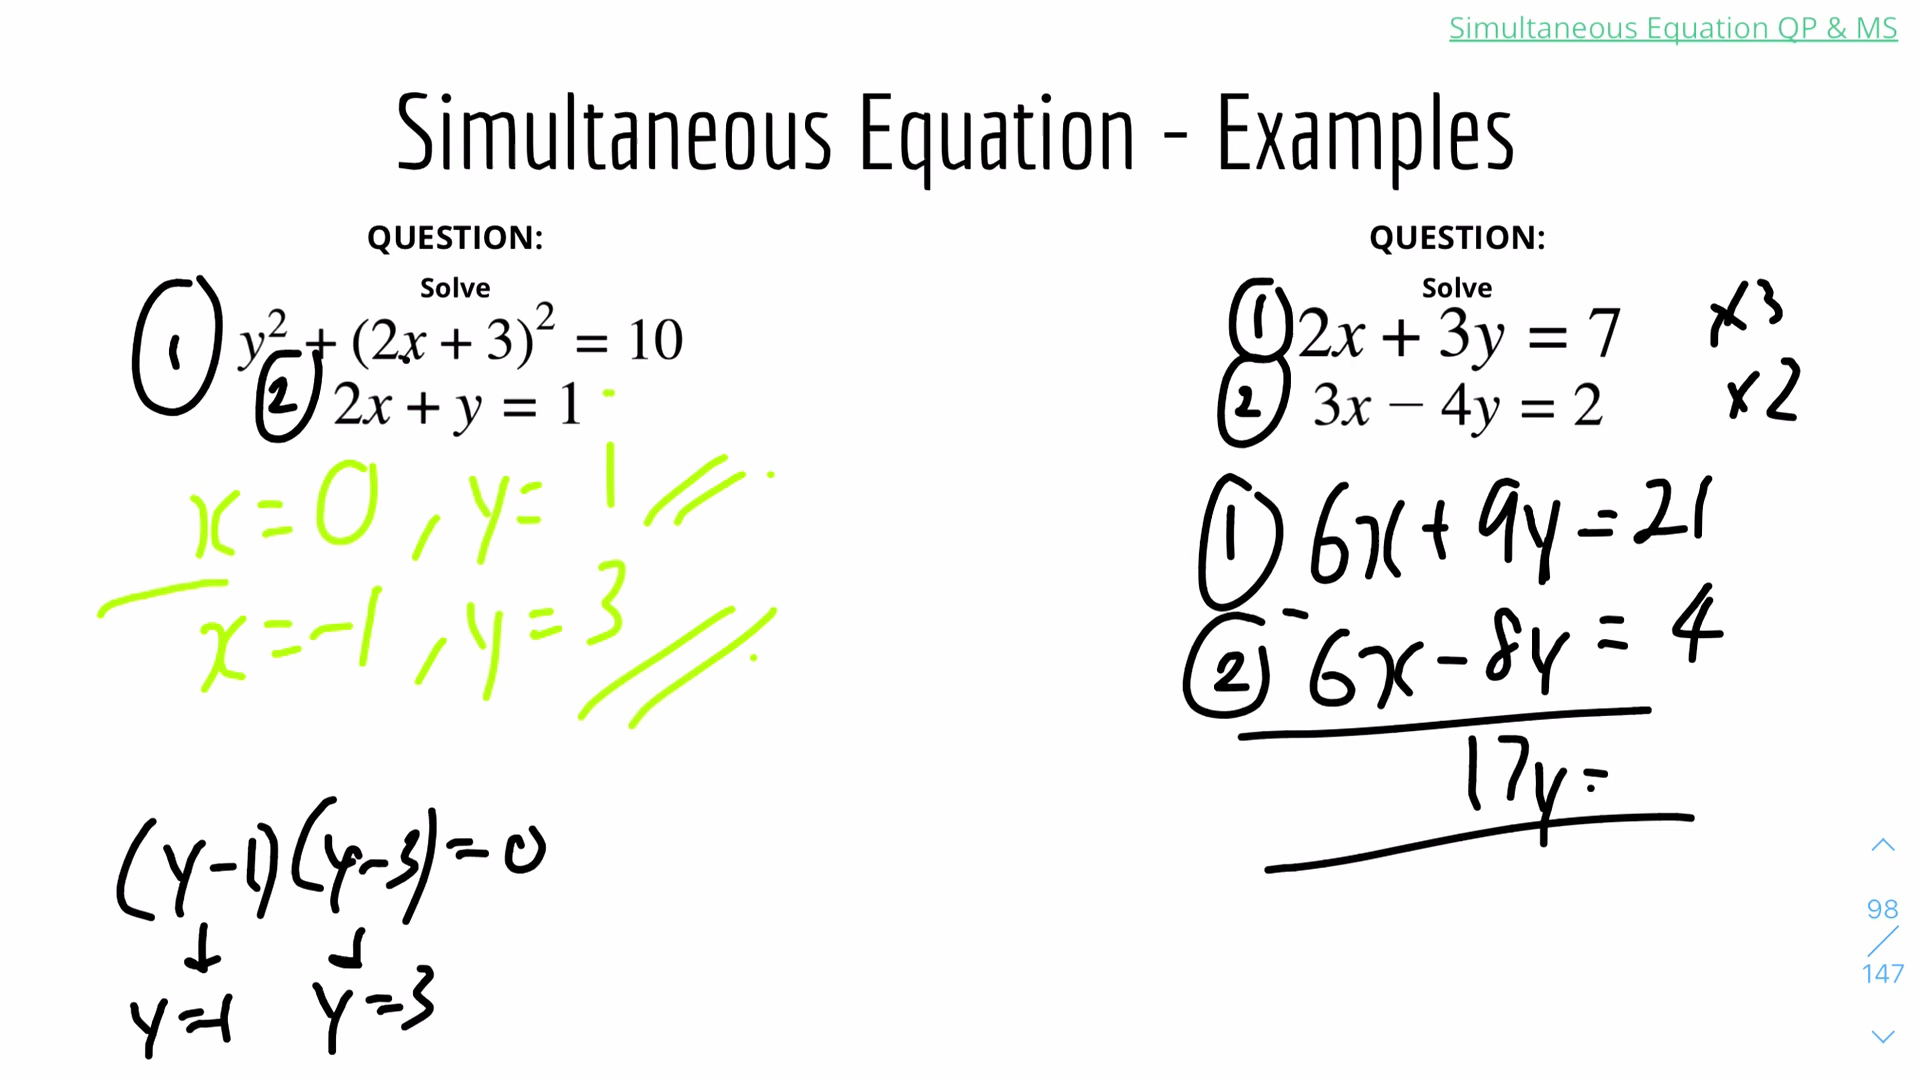 Simultaneous Equation QP & MS
Simultaneous Equation - Examples
QUESTION:
Solve
① y² + (2x + 3)² = 10
② 2x + y = 1
x = 0 , y = 1
x = -1 , y = 3
(y-1)(y-3) = 0
↓ ↓
y = 1 y = 3
QUESTION:
Solve
① 2x + 3y = 7 ×3
② 3x − 4y = 2 ×2
① 6x + 9y = 21
- ② 6x - 8y = 4
17y =
98
/
147